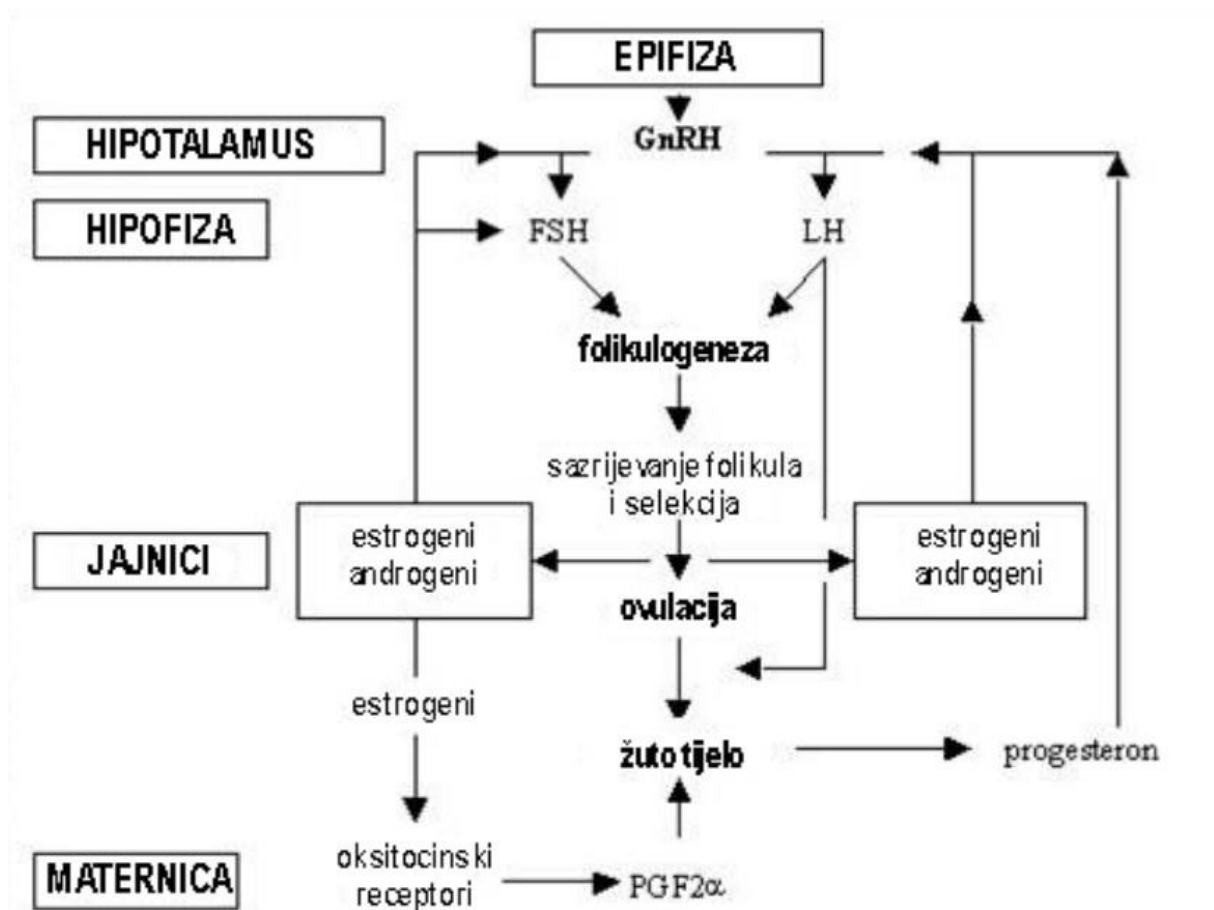 EPIFIZA
HIPOTALAMUS
GnRH
HIPOFIZA
FSH
LH
folikulogeneza
sazrijevanje folikula
i selekcija
JAJNICI
estrogeni
androgeni
estrogeni
androgeni
ovulacija
estrogeni
žuto tijelo
progesteron
MATERNICA
oksitocinski
receptori
PGF2α